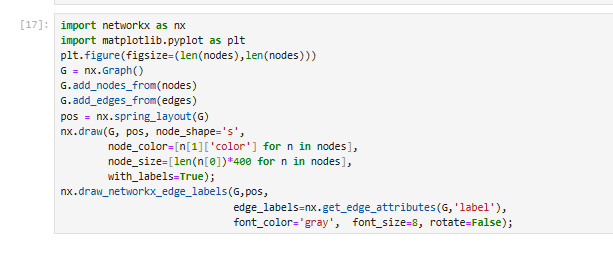 [17]:
import networkx as nx
import matplotlib.pyplot as plt
plt.figure(figsize=(len(nodes),len(nodes)))
G = nx.Graph()
G.add_nodes_from(nodes)
G.add_edges_from(edges)
pos = nx.spring_layout(G)
nx.draw(G, pos, node_shape='s',
        node_color=[n[1]['color'] for n in nodes],
        node_size=[len(n[0])*400 for n in nodes],
        with_labels=True);
nx.draw_networkx_edge_labels(G,pos,
                             edge_labels=nx.get_edge_attributes(G,'label'),
                             font_color='gray',  font_size=8, rotate=False);